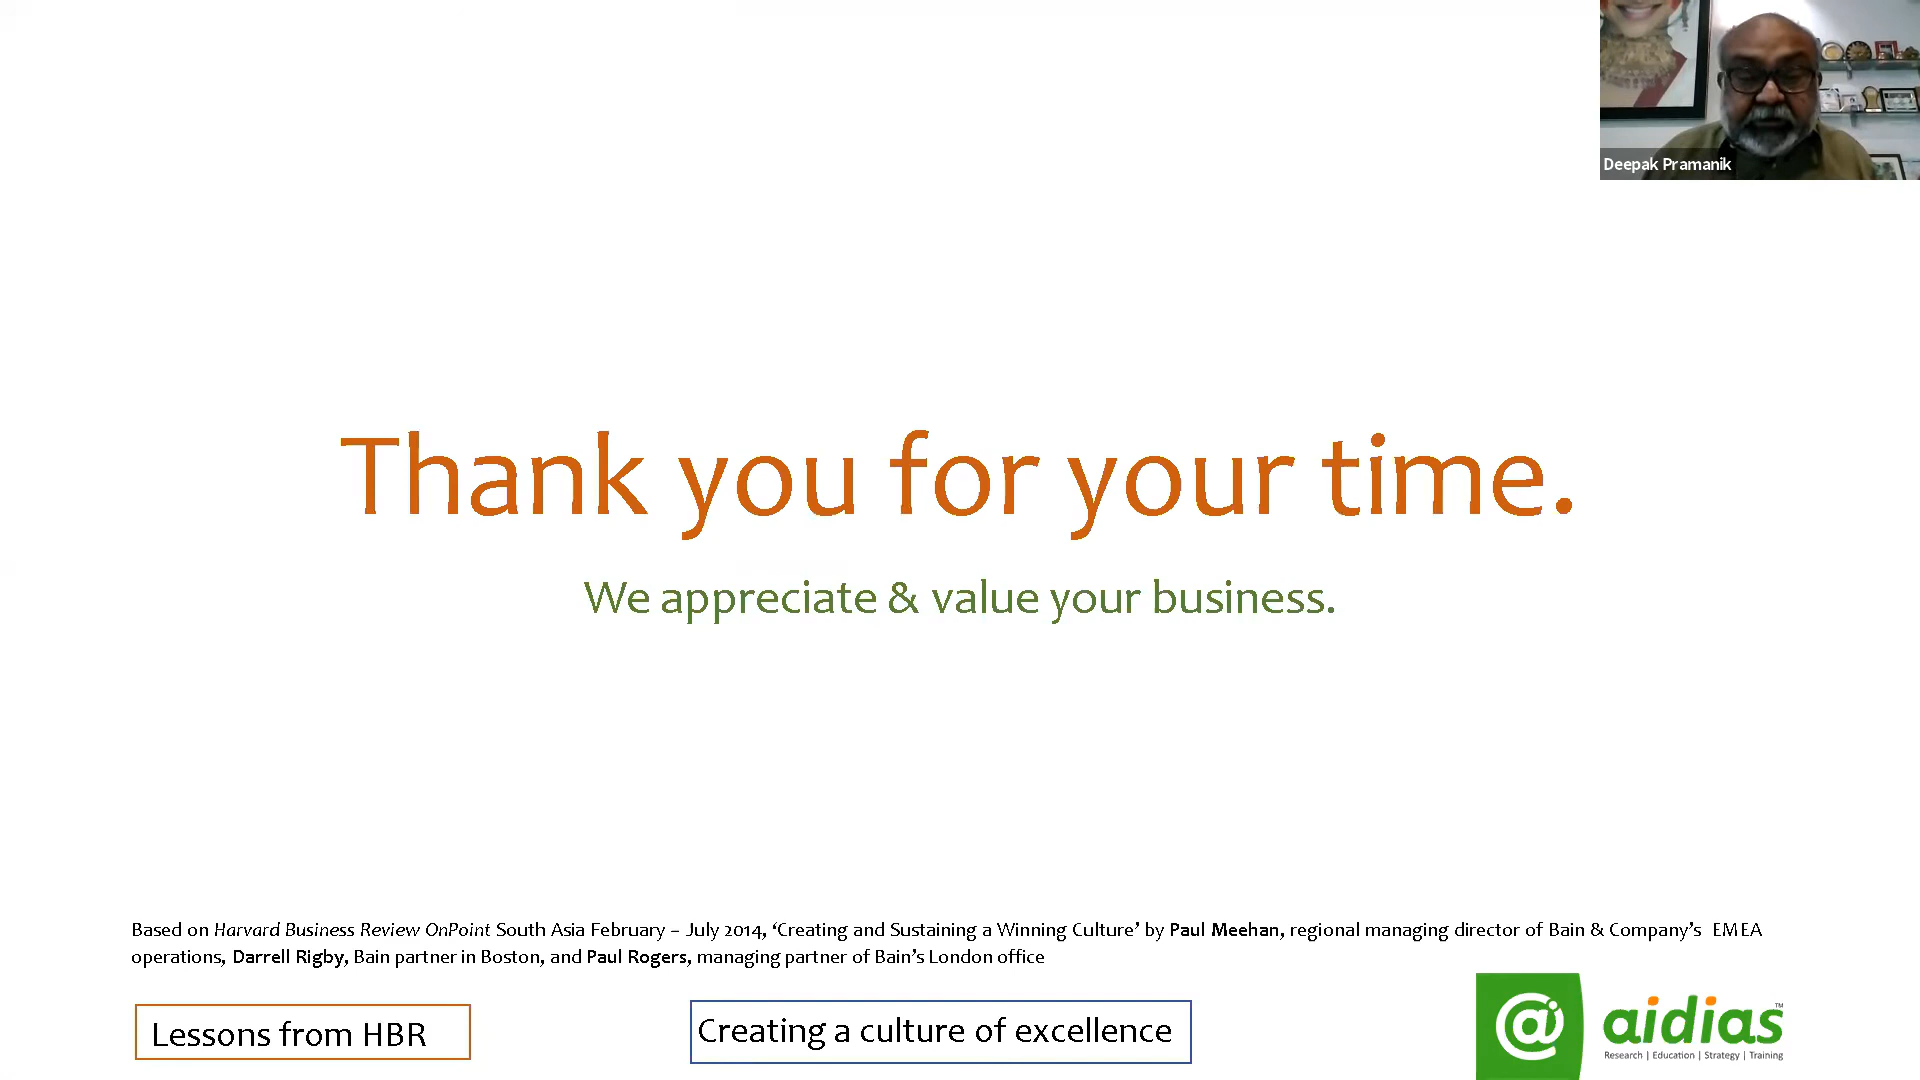 Deepak Pramanik
Thank you for your time.
We appreciate & value your business.
Based on Harvard Business Review OnPoint South Asia February – July 2014, ‘Creating and Sustaining a Winning Culture’ by Paul Meehan, regional managing director of Bain & Company’s EMEA
operations, Darrell Rigby, Bain partner in Boston, and Paul Rogers, managing partner of Bain’s London office
Lessons from HBR
Creating a culture of excellence
@ aidias™
Research | Education | Strategy | Training